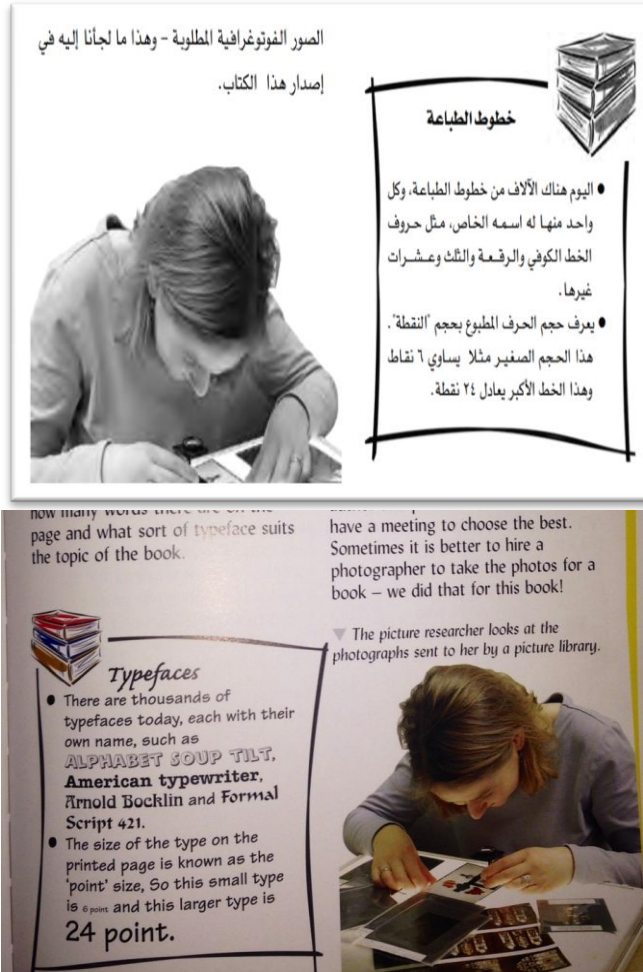 خطوط الطباعة
● اليوم هناك الآلاف من خطوط الطباعة، وكل
واحد منها له اسمه الخاص، مثل حروف
الخط الكوفي والرقعة والثلث وعشرات
غيرها.
● يعرف حجم الحرف المطبوع بحجم "النقطة".
هذا الحجم الصغير مثلا يساوي ٦ نقاط
وهذا الخط الأكبر يعادل ٢٤ نقطة.
الصور الفوتوغرافية المطلوبة - وهذا ما لجأنا إليه في
إصدار هذا الكتاب.
how many words there are on the
page and what sort of typeface suits
the topic of the book.
Typefaces
● There are thousands of
typefaces today, each with their
own name, such as
ALPHABET SOUP TILT,
American typewriter,
Arnold Bocklin and Formal
Script 421.
● The size of the type on the
printed page is known as the
'point' size, So this small type
is 6 point and this larger type is
24 point.
have a meeting to choose the best.
Sometimes it is better to hire a
photographer to take the photos for a
book – we did that for this book!
▼ The picture researcher looks at the
photographs sent to her by a picture library.